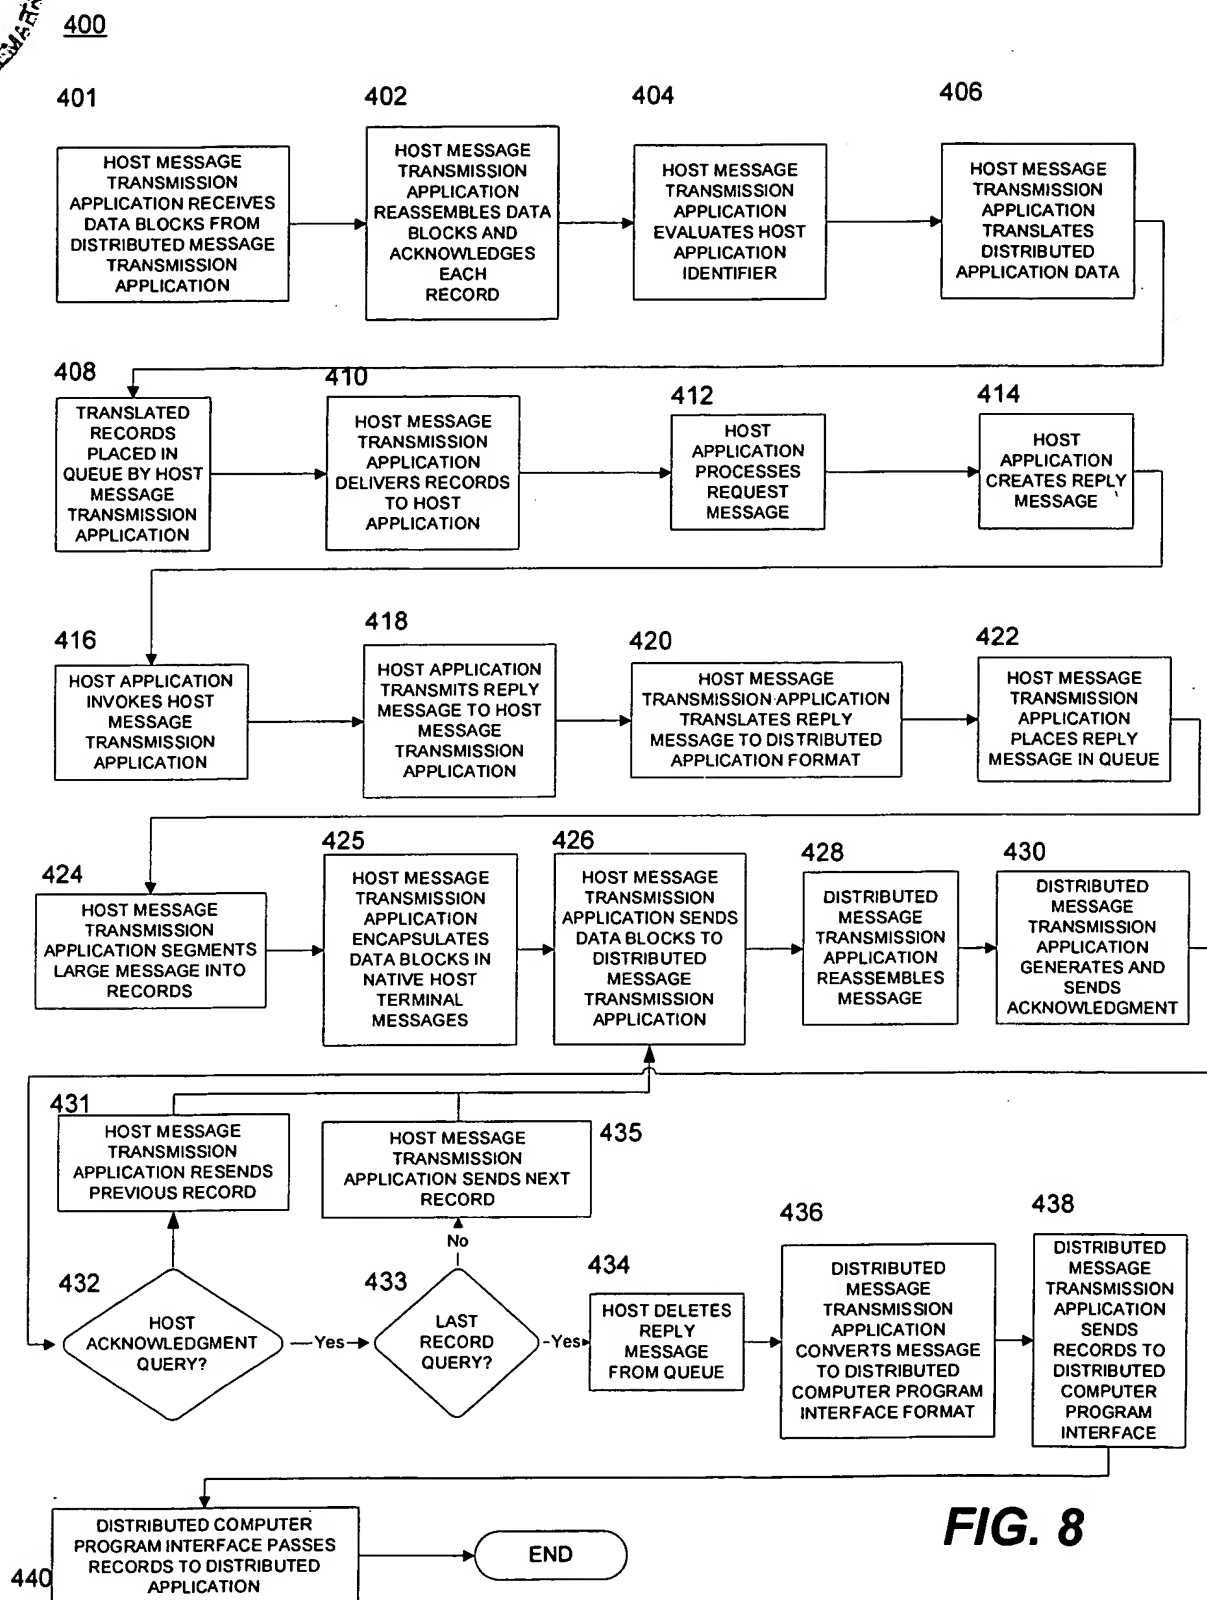 400
401
HOST MESSAGE
TRANSMISSION
APPLICATION RECEIVES
DATA BLOCKS FROM
DISTRIBUTED MESSAGE
TRANSMISSION
APPLICATION
402
HOST MESSAGE
TRANSMISSION
APPLICATION
REASSEMBLES DATA
BLOCKS AND
ACKNOWLEDGES
EACH
RECORD
404
HOST MESSAGE
TRANSMISSION
APPLICATION
EVALUATES HOST
APPLICATION
IDENTIFIER
406
HOST MESSAGE
TRANSMISSION
APPLICATION
TRANSLATES
DISTRIBUTED
APPLICATION DATA
408
TRANSLATED
RECORDS
PLACED IN
QUEUE BY HOST
MESSAGE
TRANSMISSION
APPLICATION
410
HOST MESSAGE
TRANSMISSION
APPLICATION
DELIVERS RECORDS
TO HOST
APPLICATION
412
HOST
APPLICATION
PROCESSES
REQUEST
MESSAGE
414
HOST
APPLICATION
CREATES REPLY
MESSAGE
416
HOST APPLICATION
INVOKES HOST
MESSAGE
TRANSMISSION
APPLICATION
418
HOST APPLICATION
TRANSMITS REPLY
MESSAGE TO HOST
MESSAGE
TRANSMISSION
APPLICATION
420
HOST MESSAGE
TRANSMISSION APPLICATION
TRANSLATES REPLY
MESSAGE TO DISTRIBUTED
APPLICATION FORMAT
422
HOST MESSAGE
TRANSMISSION
APPLICATION
PLACES REPLY
MESSAGE IN QUEUE
424
HOST MESSAGE
TRANSMISSION
APPLICATION SEGMENTS
LARGE MESSAGE INTO
RECORDS
425
HOST MESSAGE
TRANSMISSION
APPLICATION
ENCAPSULATES
DATA BLOCKS IN
NATIVE HOST
TERMINAL
MESSAGES
426
HOST MESSAGE
TRANSMISSION
APPLICATION SENDS
DATA BLOCKS TO
DISTRIBUTED
MESSAGE
TRANSMISSION
APPLICATION
428
DISTRIBUTED
MESSAGE
TRANSMISSION
APPLICATION
REASSEMBLES
MESSAGE
430
DISTRIBUTED
MESSAGE
TRANSMISSION
APPLICATION
GENERATES AND
SENDS
ACKNOWLEDGMENT
431
HOST MESSAGE
TRANSMISSION
APPLICATION RESENDS
PREVIOUS RECORD
435
HOST MESSAGE
TRANSMISSION
APPLICATION SENDS NEXT
RECORD
432
HOST
ACKNOWLEDGMENT
QUERY?
Yes
433
No
LAST
RECORD
QUERY?
Yes
434
HOST DELETES
REPLY
MESSAGE
FROM QUEUE
436
DISTRIBUTED
MESSAGE
TRANSMISSION
APPLICATION
CONVERTS MESSAGE
TO DISTRIBUTED
COMPUTER PROGRAM
INTERFACE FORMAT
438
DISTRIBUTED
MESSAGE
TRANSMISSION
APPLICATION
SENDS
RECORDS TO
DISTRIBUTED
COMPUTER
PROGRAM
INTERFACE
440
DISTRIBUTED COMPUTER
PROGRAM INTERFACE PASSES
RECORDS TO DISTRIBUTED
APPLICATION
END
FIG. 8